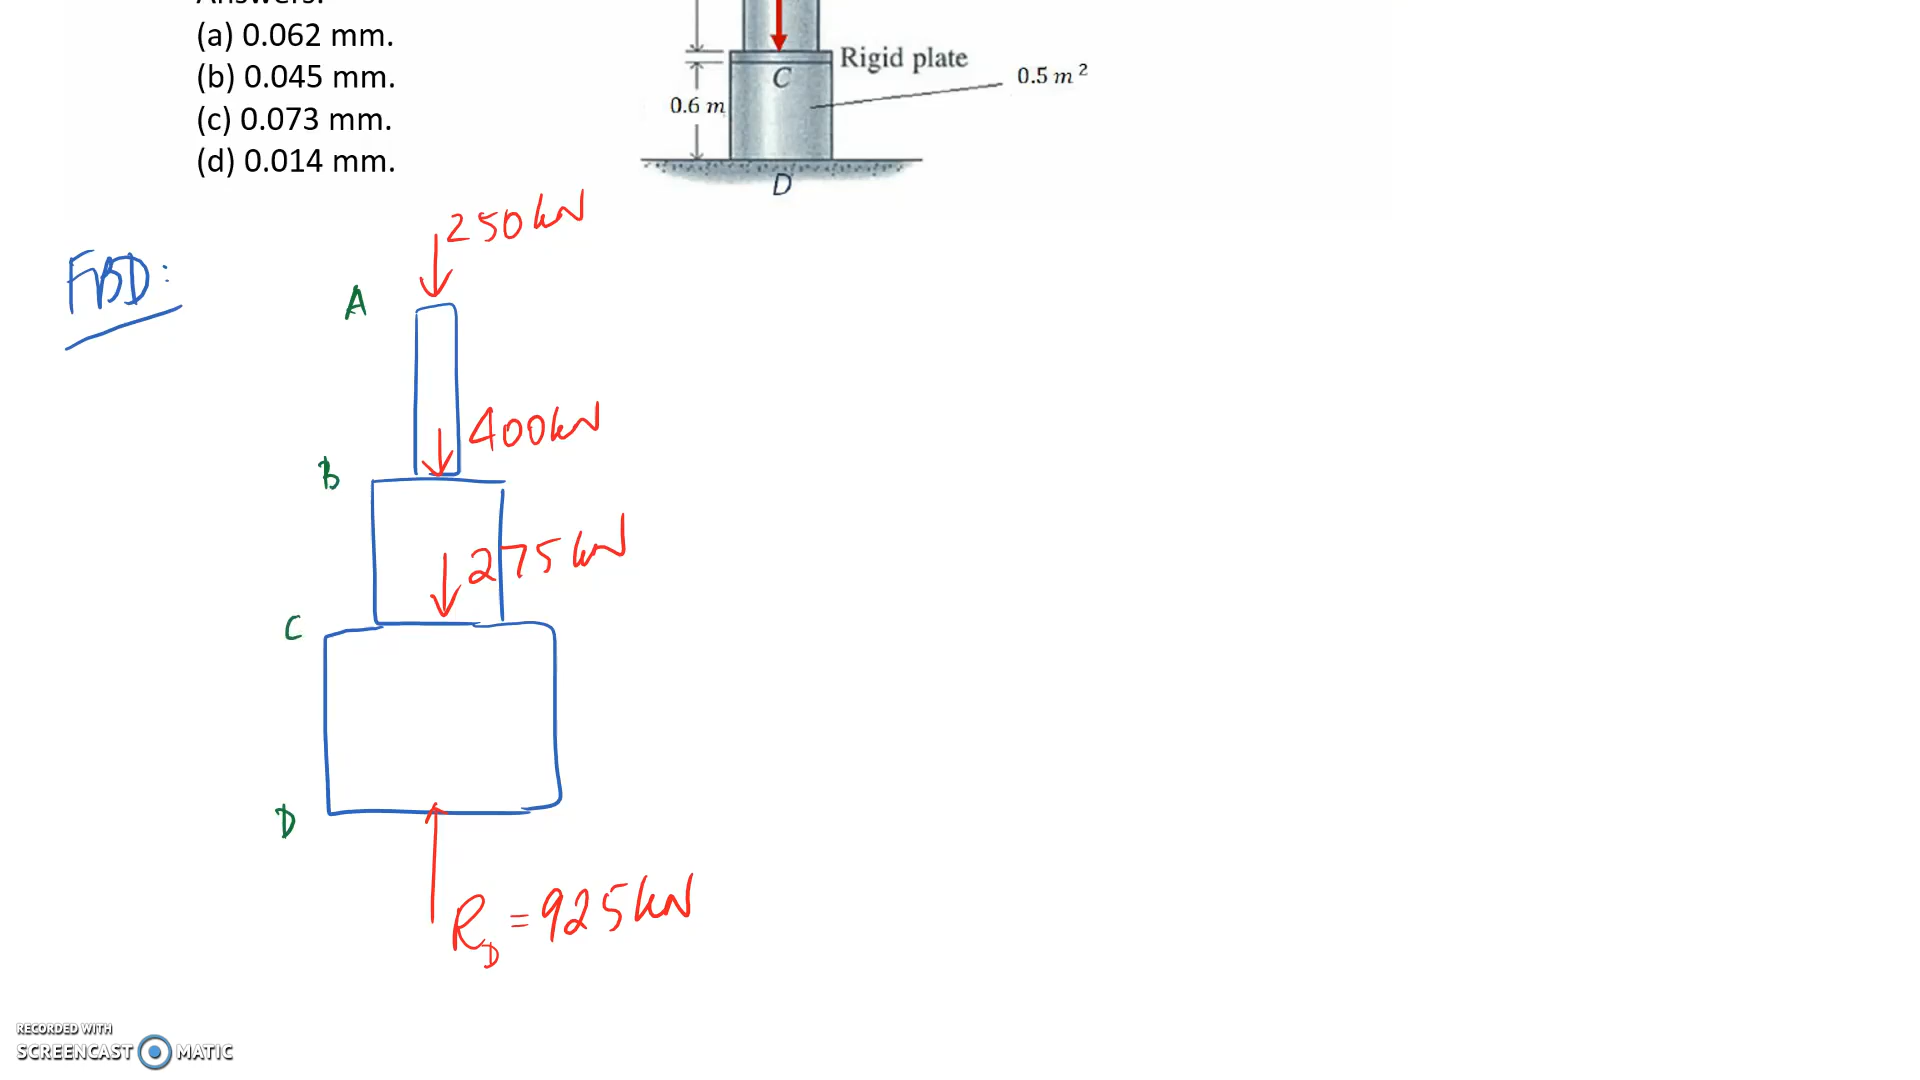 (a) 0.062 mm.
(b) 0.045 mm.
(c) 0.073 mm.
(d) 0.014 mm.
Rigid plate
C
0.5 m²
0.6 m
D
FBD:
250kN
A
400kN
B
275kN
C
D
R_D = 925kN
RECORDED WITH
SCREENCAST MATIC